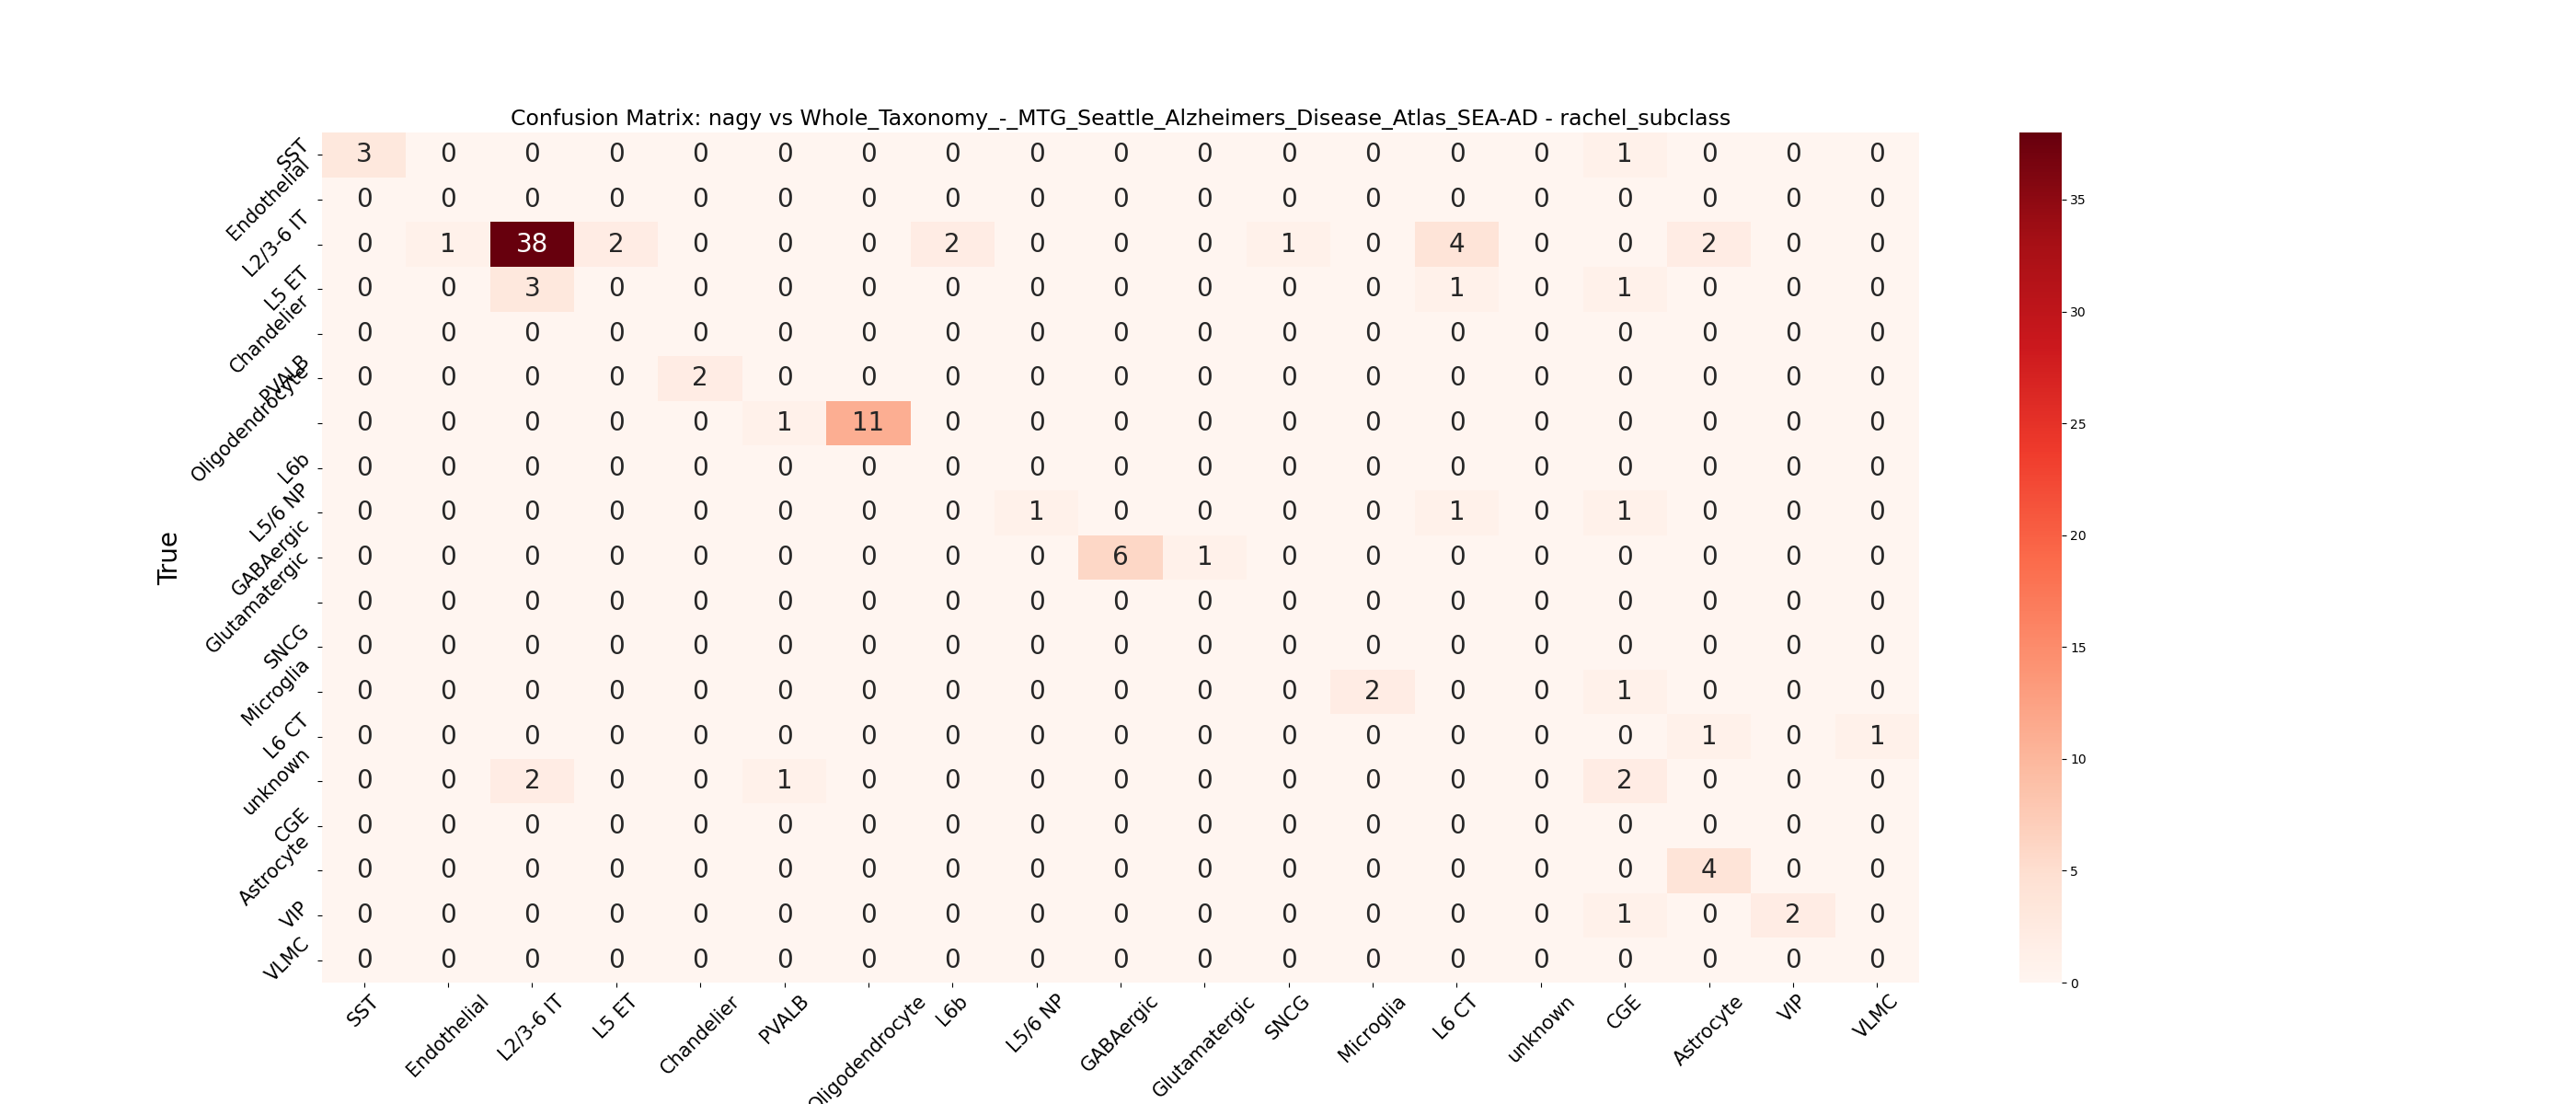 Confusion Matrix: nagy vs Whole_Taxonomy_-_MTG_Seattle_Alzheimers_Disease_Atlas_SEA-AD - rachel_subclass
True
SST 3 0 0 0 0 0 0 0 0 0 0 0 0 0 0 1 0 0 0
Endothelial 0 0 0 0 0 0 0 0 0 0 0 0 0 0 0 0 0 0 0
L2/3-6 IT 0 1 38 2 0 0 0 2 0 0 0 1 0 4 0 0 2 0 0
L5 ET 0 0 3 0 0 0 0 0 0 0 0 0 0 1 0 1 0 0 0
Chandelier 0 0 0 0 0 0 0 0 0 0 0 0 0 0 0 0 0 0 0
PVALB 0 0 0 0 2 0 0 0 0 0 0 0 0 0 0 0 0 0 0
Oligodendrocyte 0 0 0 0 0 1 11 0 0 0 0 0 0 0 0 0 0 0 0
L6b 0 0 0 0 0 0 0 0 0 0 0 0 0 0 0 0 0 0 0
L5/6 NP 0 0 0 0 0 0 0 0 1 0 0 0 0 1 0 1 0 0 0
GABAergic 0 0 0 0 0 0 0 0 0 6 1 0 0 0 0 0 0 0 0
Glutamatergic 0 0 0 0 0 0 0 0 0 0 0 0 0 0 0 0 0 0 0
SNCG 0 0 0 0 0 0 0 0 0 0 0 0 0 0 0 0 0 0 0
Microglia 0 0 0 0 0 0 0 0 0 0 0 0 2 0 0 1 0 0 0
L6 CT 0 0 0 0 0 0 0 0 0 0 0 0 0 0 0 0 1 0 1
unknown 0 0 2 0 0 1 0 0 0 0 0 0 0 0 0 2 0 0 0
CGE 0 0 0 0 0 0 0 0 0 0 0 0 0 0 0 0 0 0 0
Astrocyte 0 0 0 0 0 0 0 0 0 0 0 0 0 0 0 0 4 0 0
VIP 0 0 0 0 0 0 0 0 0 0 0 0 0 0 0 1 0 2 0
VLMC 0 0 0 0 0 0 0 0 0 0 0 0 0 0 0 0 0 0 0
SST Endothelial L2/3-6 IT L5 ET Chandelier PVALB Oligodendrocyte L6b L5/6 NP GABAergic Glutamatergic SNCG Microglia L6 CT unknown CGE Astrocyte VIP VLMC
35
30
25
20
15
10
5
0